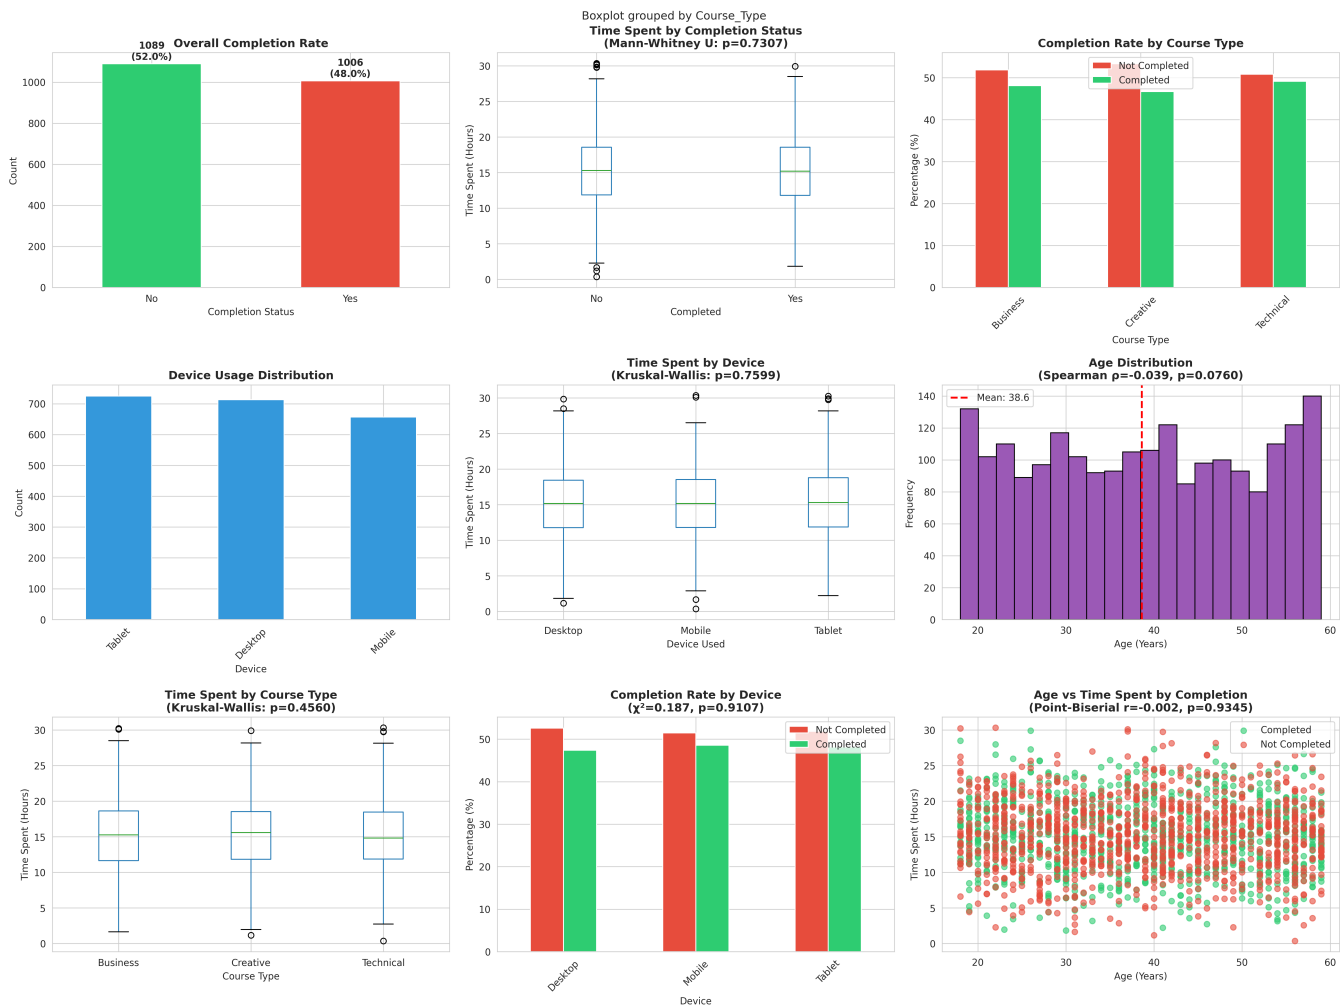 Boxplot grouped by Course_Type
Overall Completion Rate
1089
(52.0%)
1006
(48.0%)
Count
0
200
400
600
800
1000
No
Yes
Completion Status
Time Spent by Completion Status
(Mann-Whitney U: p=0.7307)
Time Spent (Hours)
0
5
10
15
20
25
30
No
Yes
Completed
Completion Rate by Course Type
Not Completed
Completed
Percentage (%)
0
10
20
30
40
50
Business
Creative
Technical
Course Type
Device Usage Distribution
Count
0
100
200
300
400
500
600
700
Tablet
Desktop
Mobile
Device
Time Spent by Device
(Kruskal-Wallis: p=0.7599)
Time Spent (Hours)
0
5
10
15
20
25
30
Desktop
Mobile
Tablet
Device Used
Age Distribution
(Spearman ρ=-0.039, p=0.0760)
Mean: 38.6
Frequency
0
20
40
60
80
100
120
140
20
30
40
50
60
Age (Years)
Time Spent by Course Type
(Kruskal-Wallis: p=0.4560)
Time Spent (Hours)
0
5
10
15
20
25
30
Business
Creative
Technical
Course Type
Completion Rate by Device
(χ²=0.187, p=0.9107)
Not Completed
Completed
Percentage (%)
0
10
20
30
40
50
Desktop
Mobile
Tablet
Device
Age vs Time Spent by Completion
(Point-Biserial r=-0.002, p=0.9345)
Completed
Not Completed
Time Spent (Hours)
0
5
10
15
20
25
30
20
30
40
50
60
Age (Years)